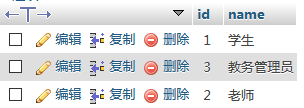 id name
编辑 复制 删除 1 学生
编辑 复制 删除 3 教务管理员
编辑 复制 删除 2 老师